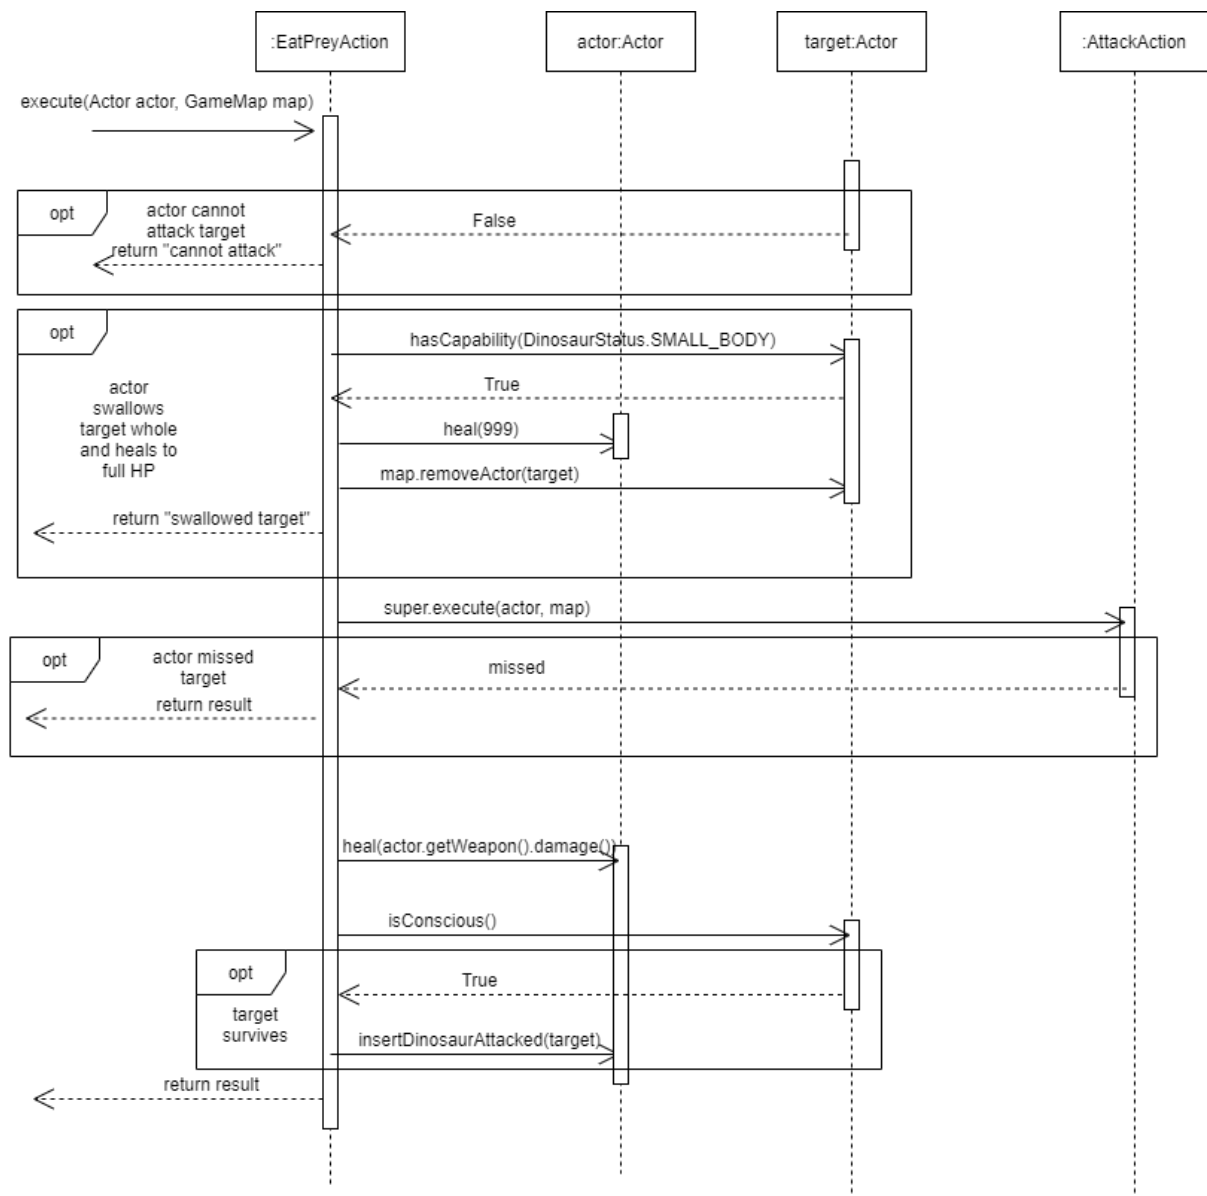 :EatPreyAction
actor:Actor
target:Actor
:AttackAction
execute(Actor actor, GameMap map)
opt
actor cannot
attack target
False
return "cannot attack"
opt
hasCapability(DinosaurStatus.SMALL_BODY)
True
actor
swallows
target whole
and heals to
full HP
heal(999)
map.removeActor(target)
return "swallowed target"
super.execute(actor, map)
opt
actor missed
target
missed
return result
heal(actor.getWeapon().damage())
isConscious()
opt
True
target
survives
insertDinosaurAttacked(target)
return result